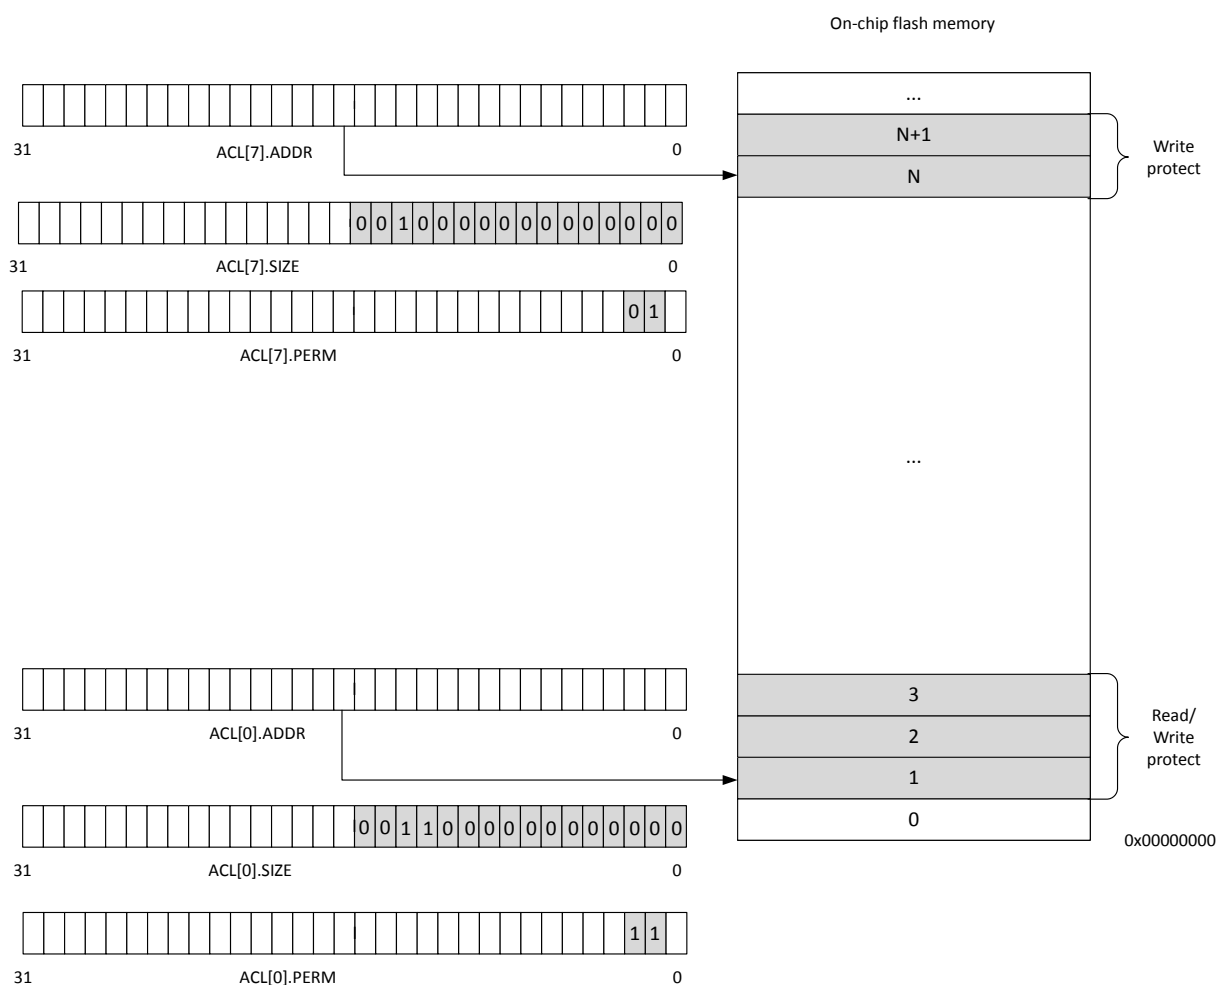 On-chip flash memory
...
N+1
N
Write
protect
31 ACL[7].ADDR 0
0 0 1 0 0 0 0 0 0 0 0 0 0 0 0 0
31 ACL[7].SIZE 0
0 1
31 ACL[7].PERM 0
...
3
2
1
0
Read/
Write
protect
0x00000000
31 ACL[0].ADDR 0
0 0 1 1 0 0 0 0 0 0 0 0 0 0 0 0
31 ACL[0].SIZE 0
1 1
31 ACL[0].PERM 0